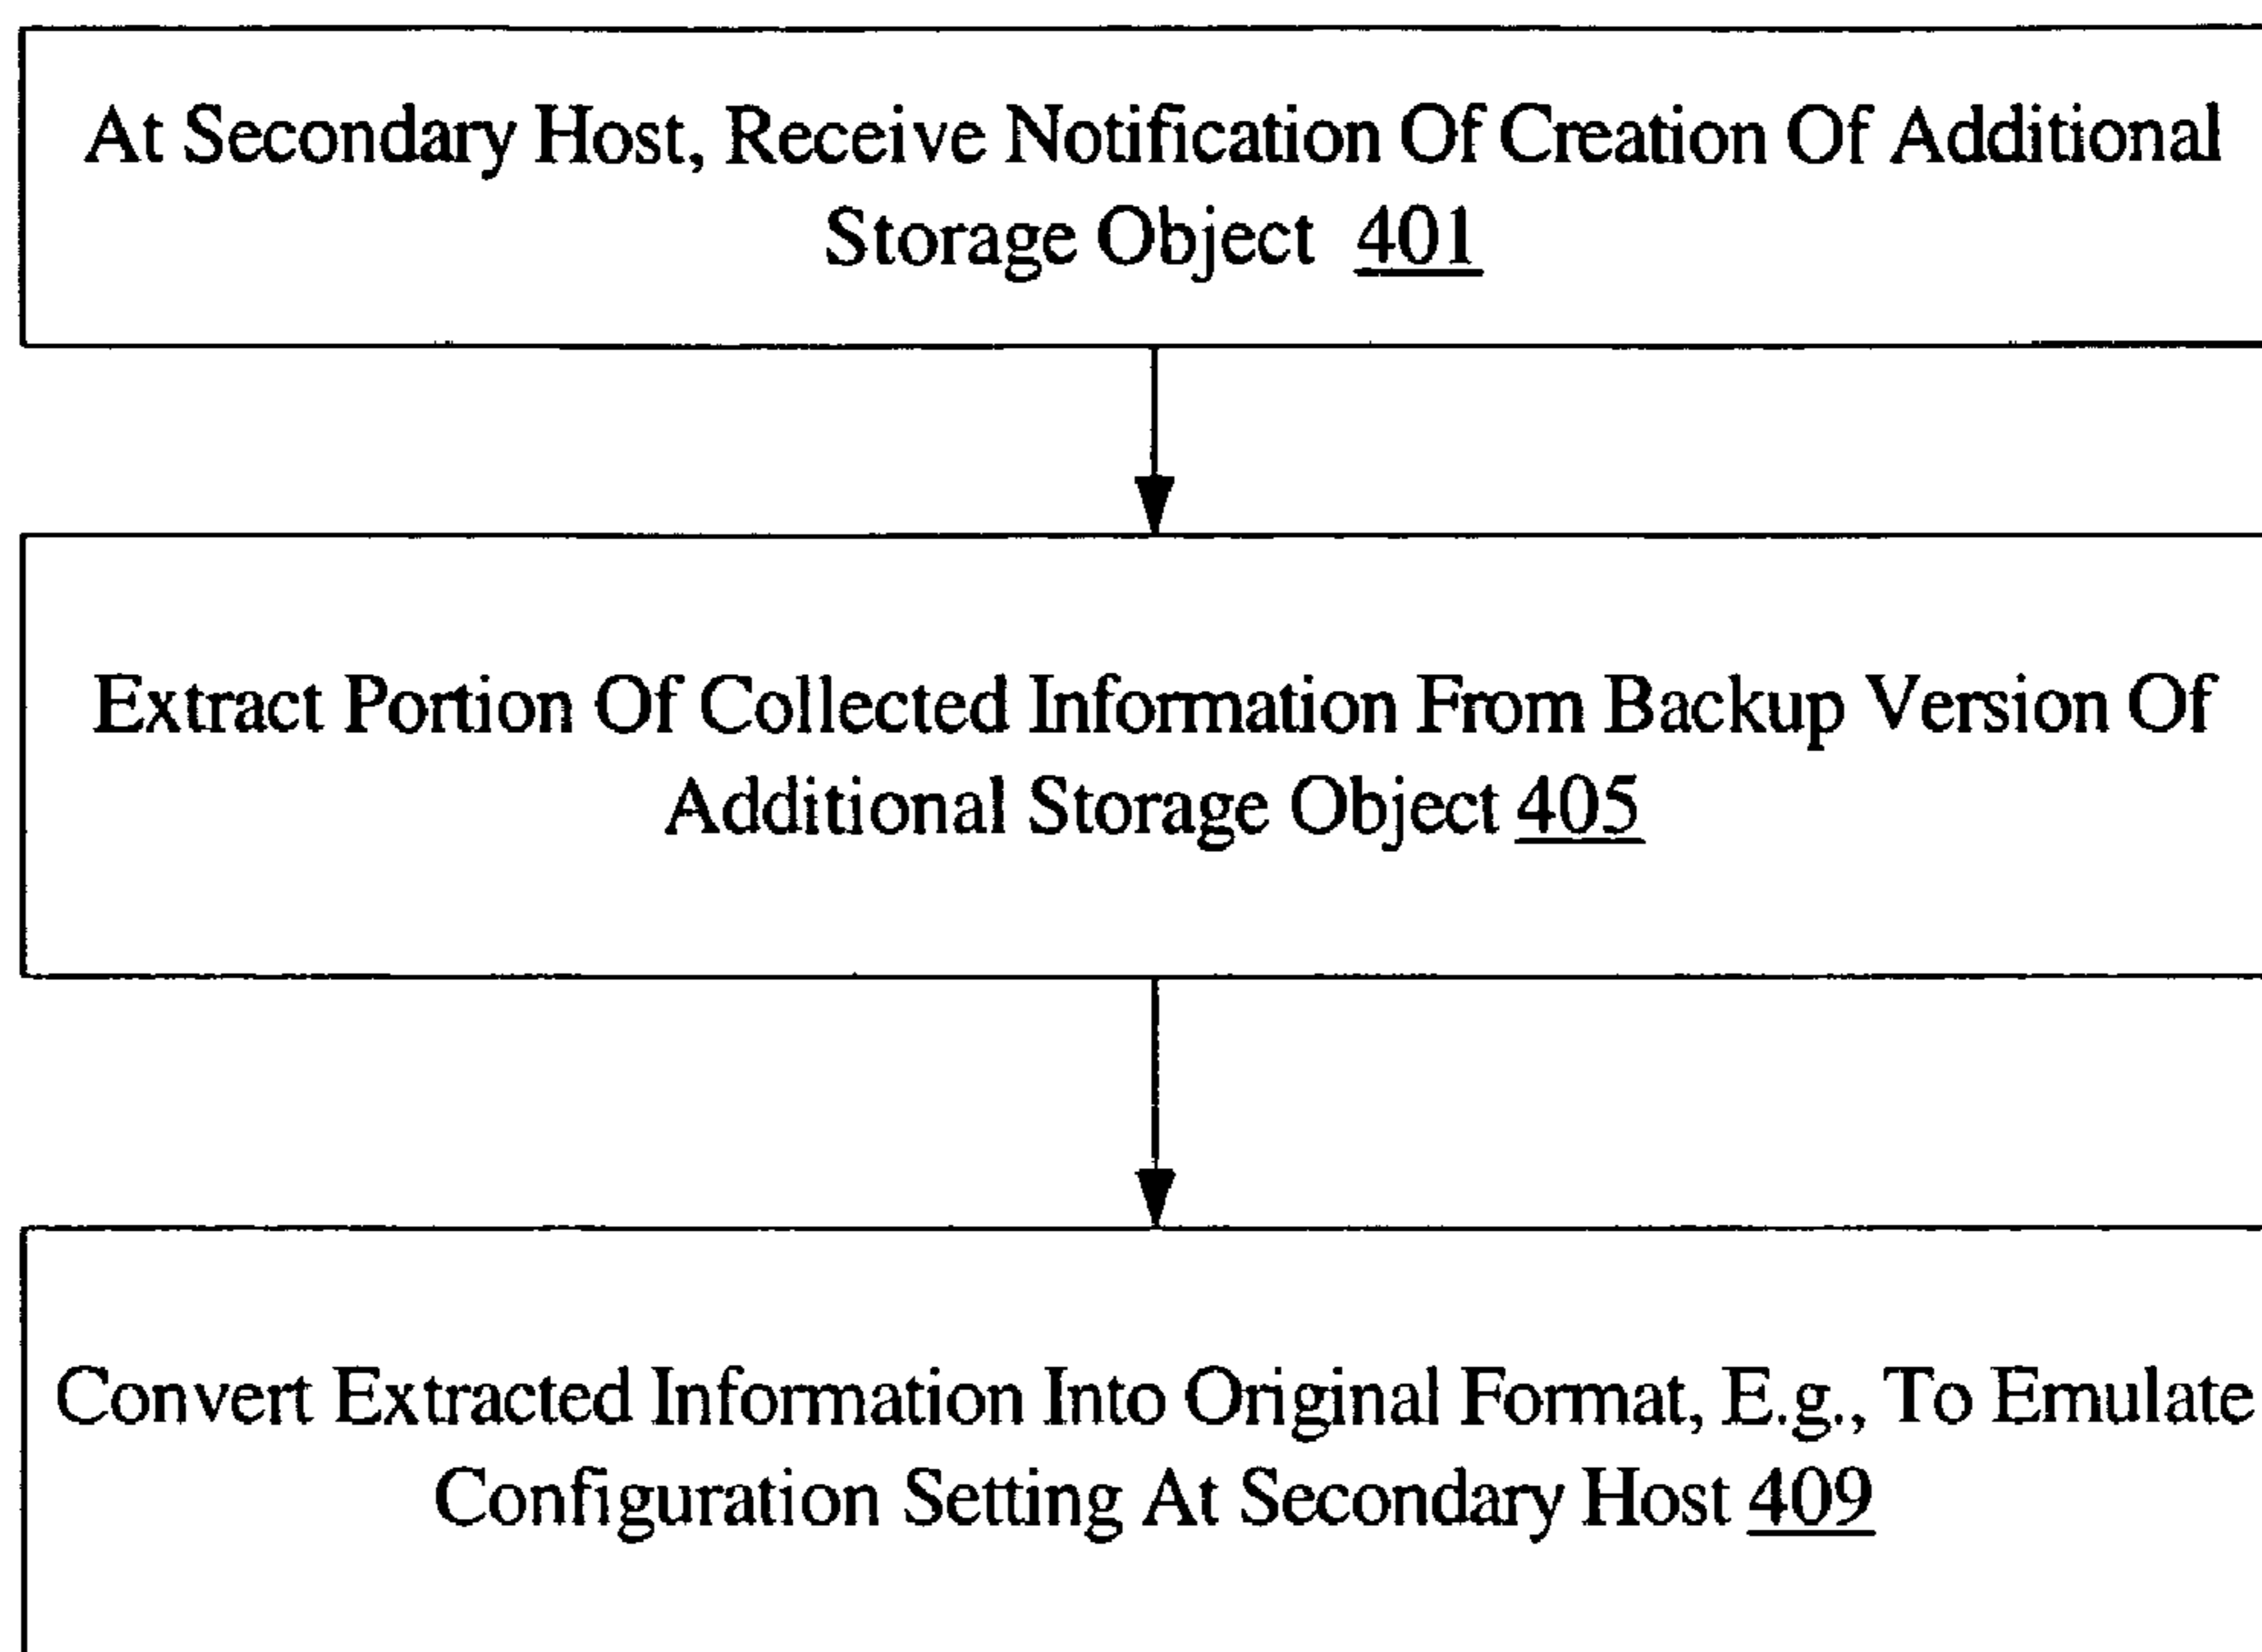 At Secondary Host, Receive Notification Of Creation Of Additional
Storage Object 401
Extract Portion Of Collected Information From Backup Version Of
Additional Storage Object 405
Convert Extracted Information Into Original Format, E.g., To Emulate
Configuration Setting At Secondary Host 409